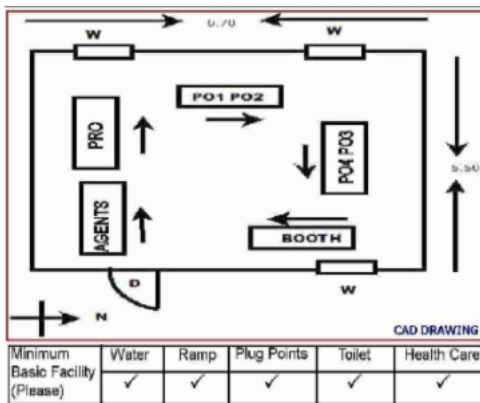 W
W
PO1 PO2
PRO
PO4 PO3
AGENTS
BOOTH
D
W
N
CAD DRAWING
Minimum Basic Facility (Please) Water Ramp Plug Points Toilet Health Care
✓ ✓ ✓ ✓ ✓